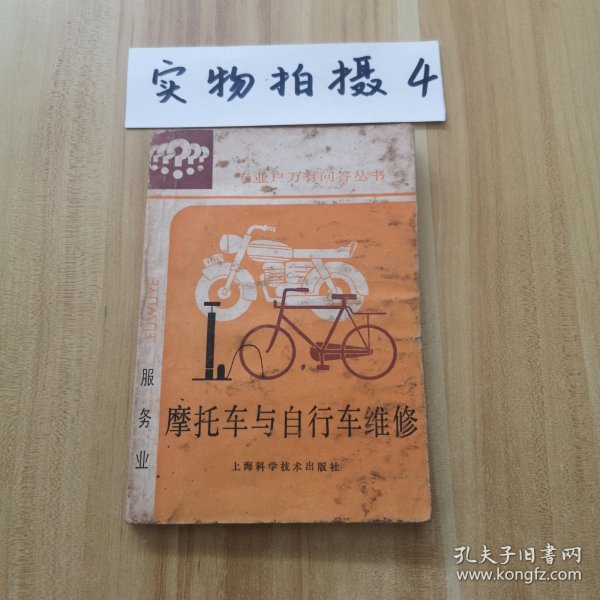 实物拍摄4
???
专业户万有问答丛书
FUWUYE
服务业
摩托车与自行车维修
上海科学技术出版社
孔夫子旧书网
www.kongfz.com